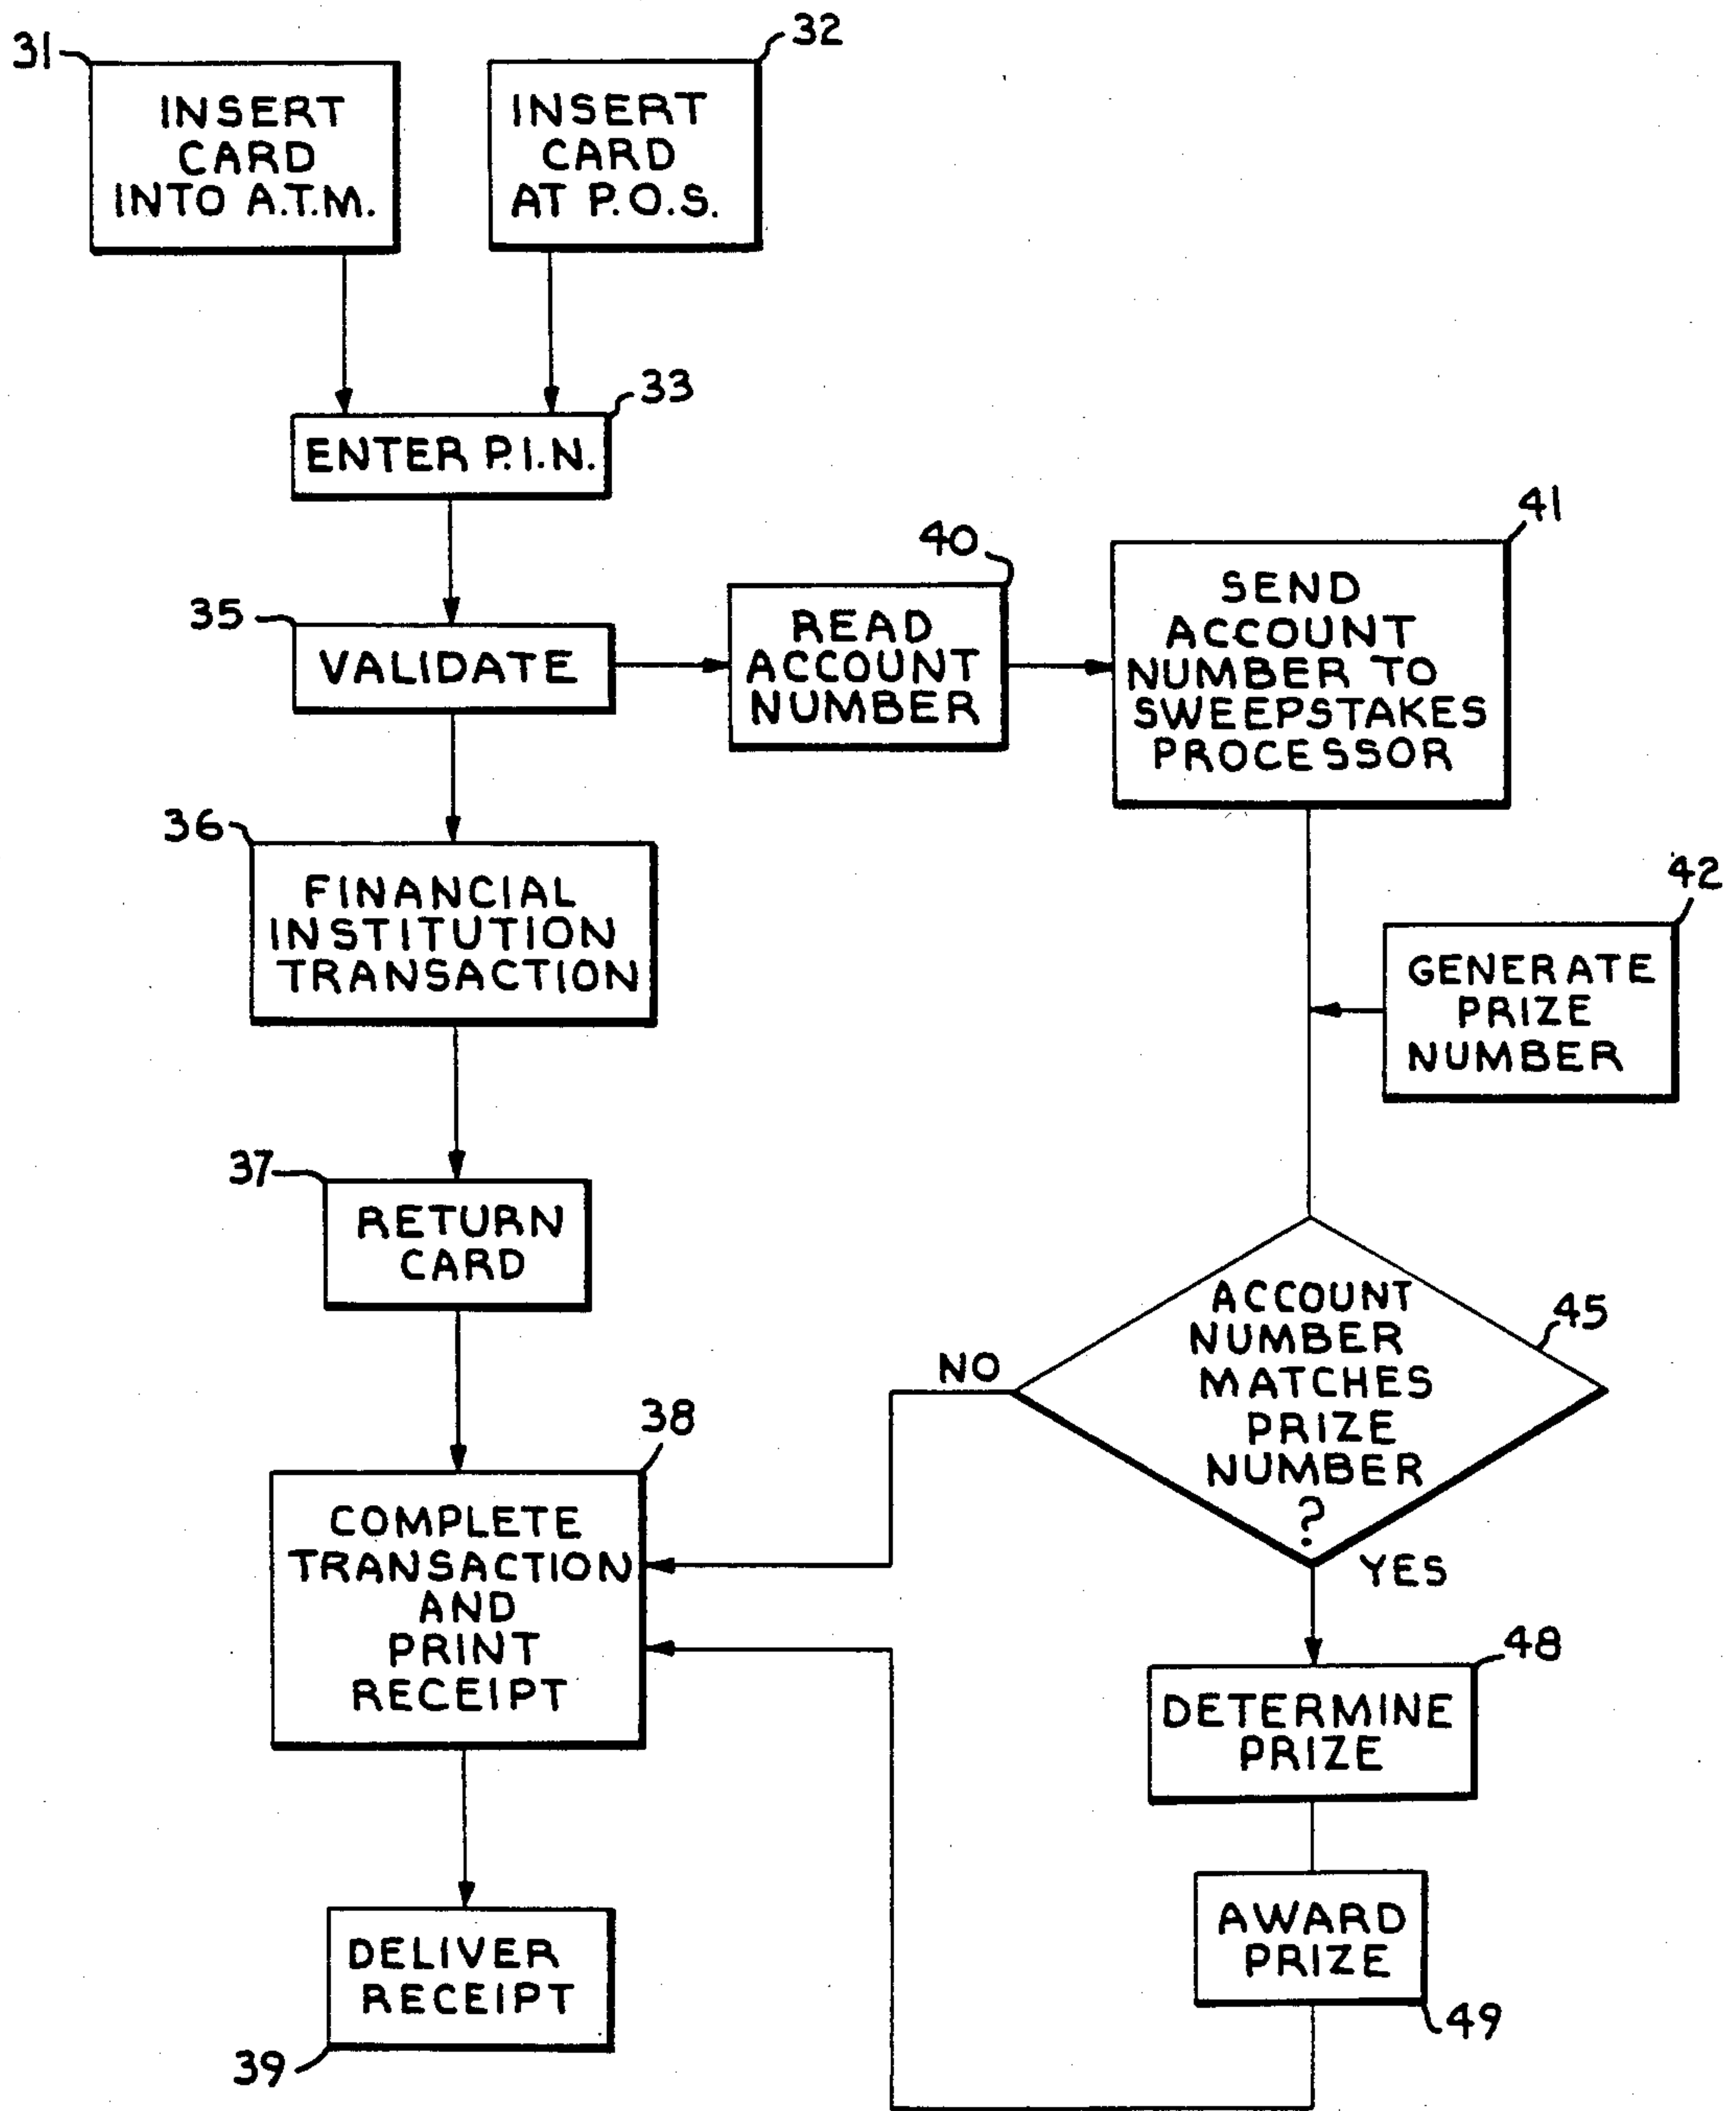 31
INSERT
CARD
INTO A.T.M.
32
INSERT
CARD
AT P.O.S.
33
ENTER P.I.N.
35
VALIDATE
40
READ
ACCOUNT
NUMBER
41
SEND
ACCOUNT
NUMBER TO
SWEEPSTAKES
PROCESSOR
36
FINANCIAL
INSTITUTION
TRANSACTION
42
GENERATE
PRIZE
NUMBER
37
RETURN
CARD
45
ACCOUNT
NUMBER
MATCHES
PRIZE
NUMBER
?
NO
YES
38
COMPLETE
TRANSACTION
AND
PRINT
RECEIPT
48
DETERMINE
PRIZE
AWARD
PRIZE
49
DELIVER
RECEIPT
39